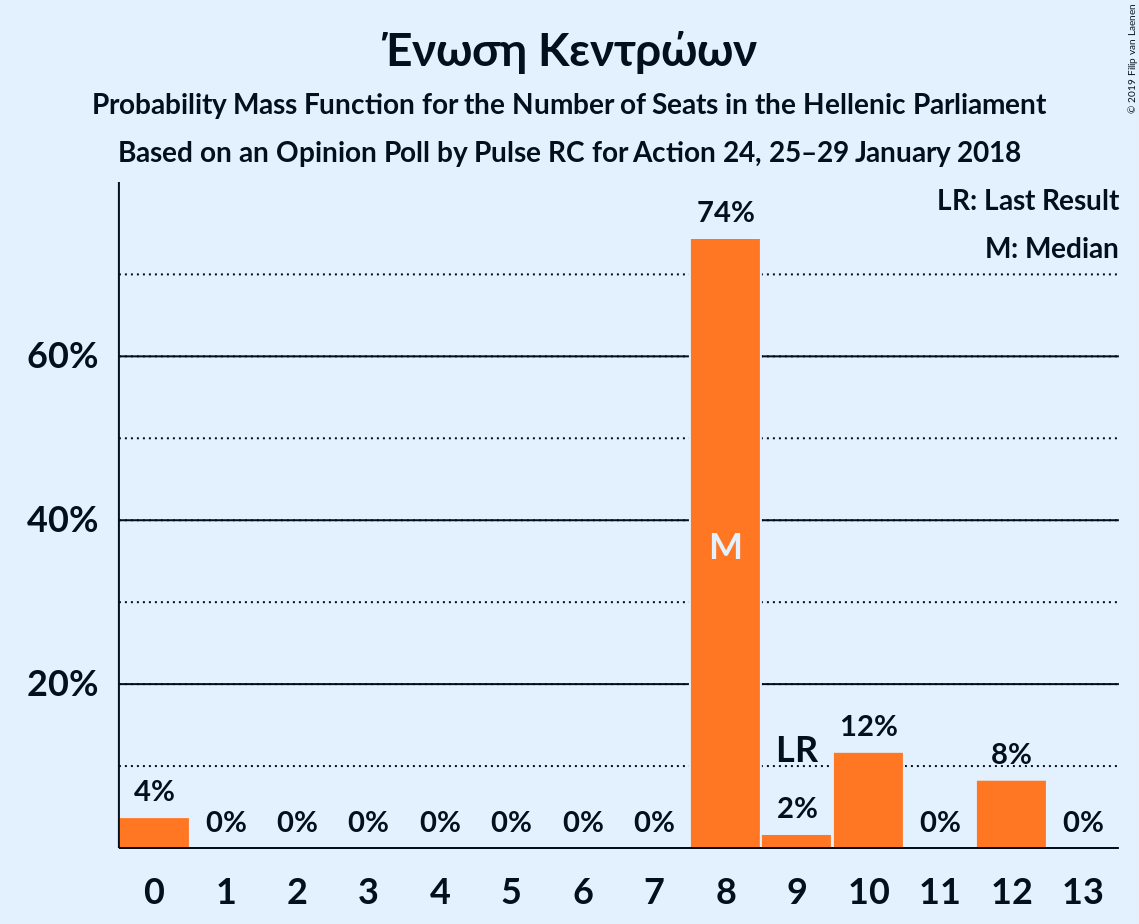 Ένωση Κεντρώων
Probability Mass Function for the Number of Seats in the Hellenic Parliament
Based on an Opinion Poll by Pulse RC for Action 24, 25–29 January 2018
© 2019 Filip van Laenen
LR: Last Result
M: Median
74%
60%
40%
M
20%
12%
LR
8%
4%
0%
0%
0%
0%
0%
0%
0%
2%
0%
0%
0 1 2 3 4 5 6 7 8 9 10 11 12 13